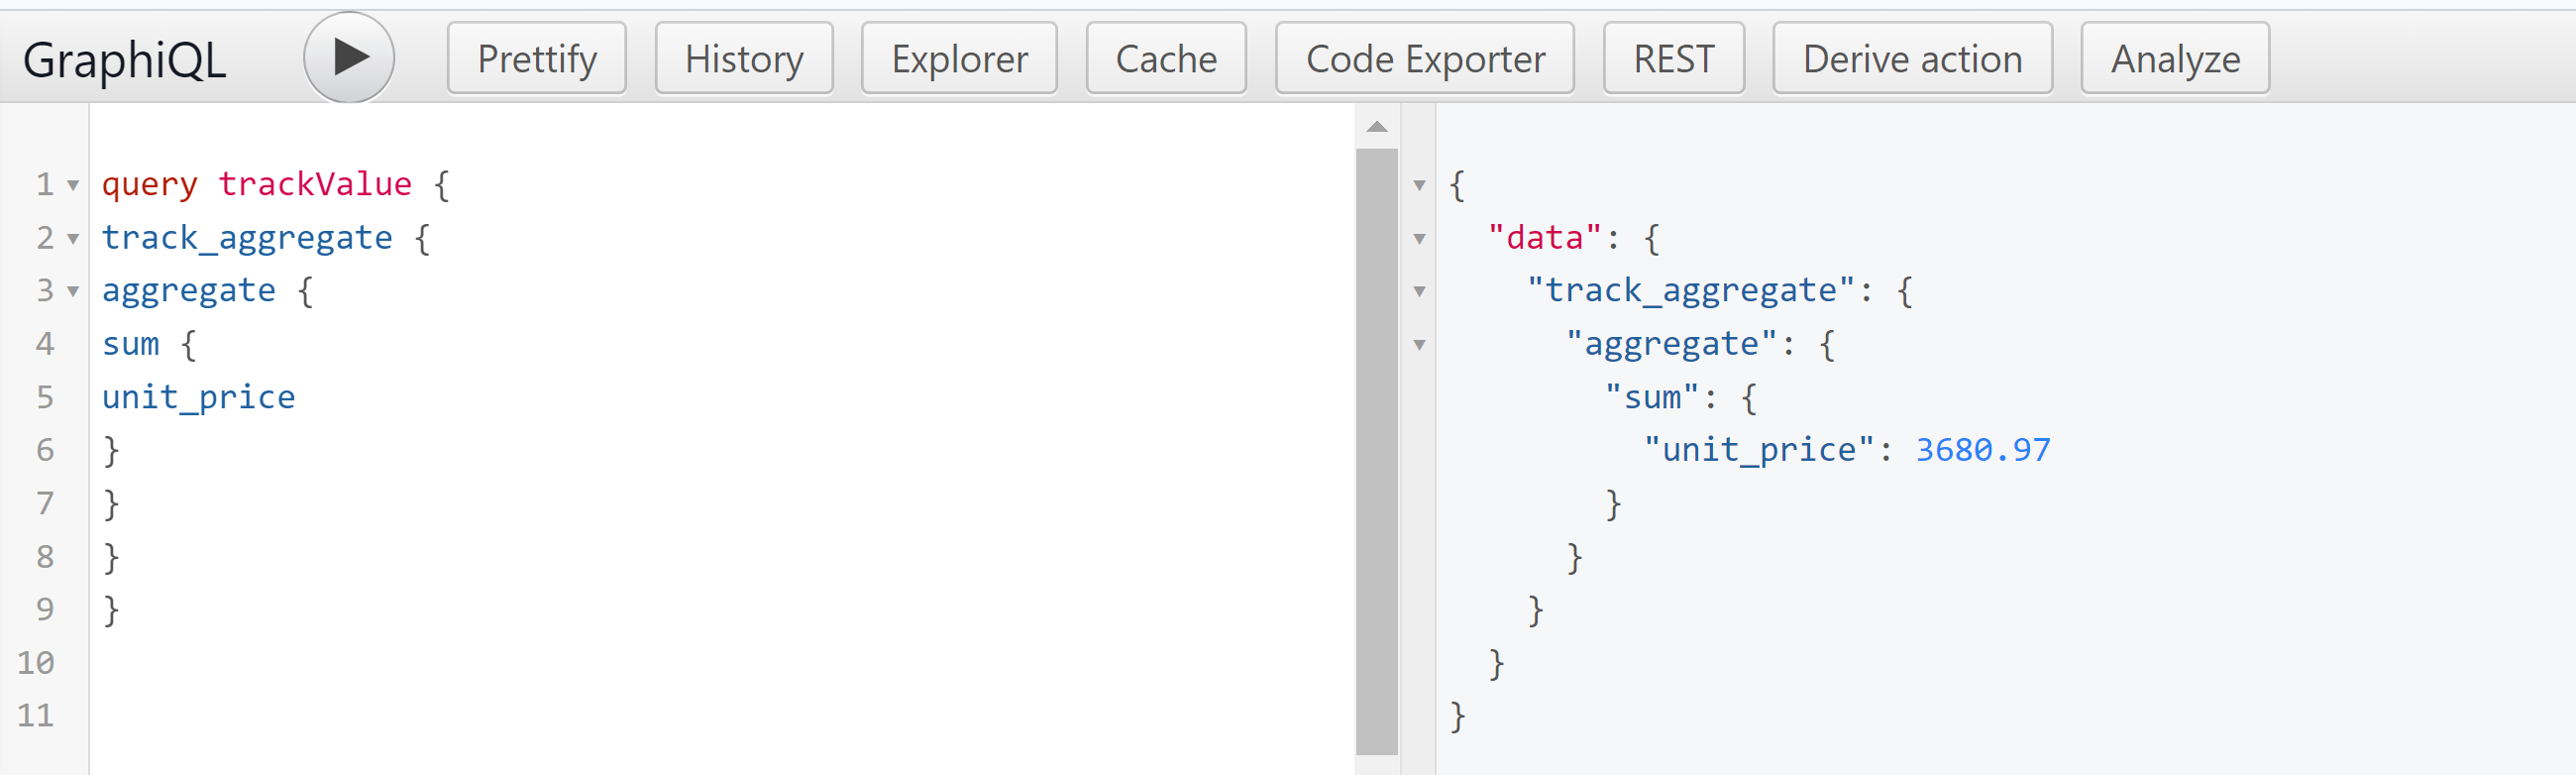 GraphiQL Prettify History Explorer Cache Code Exporter REST Derive action Analyze
1 query trackValue {
2 track_aggregate {
3 aggregate {
4 sum {
5 unit_price
6 }
7 }
8 }
9 }
10
11
{
"data": {
"track_aggregate": {
"aggregate": {
"sum": {
"unit_price": 3680.97
}
}
}
}
}